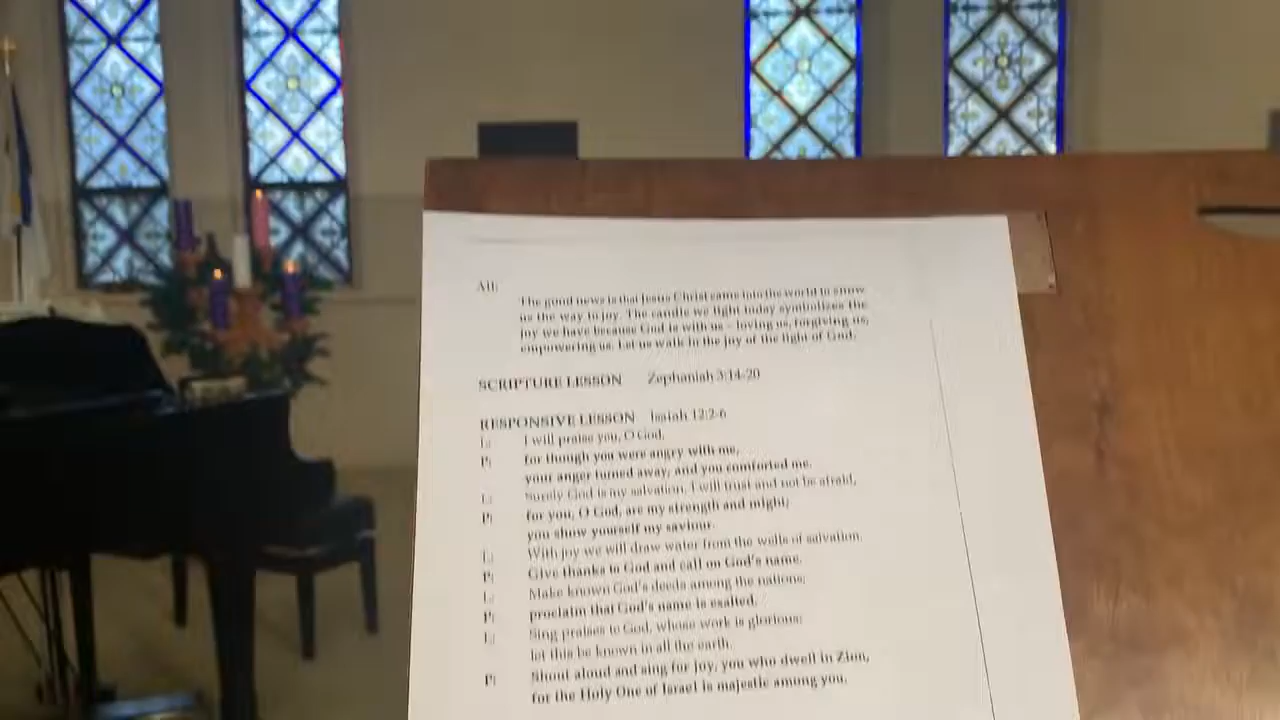 All:
The good news is that Jesus Christ came into the world to show
us the way to joy. The candle we light today symbolizes the
joy we have because God is with us – loving us, forgiving us,
empowering us. Let us walk in the joy of the light of God.
SCRIPTURE LESSON Zephaniah 3:14-20
RESPONSIVE LESSON Isaiah 12:2-6
L: I will praise you, O God,
P: for though you were angry with me,
your anger turned away, and you comforted me.
L: Surely God is my salvation, I will trust and not be afraid,
P: for you, O God, are my strength and might;
you show yourself my saviour.
L: With joy we will draw water from the wells of salvation.
P: Give thanks to God and call on God's name.
L: Make known God's deeds among the nations;
P: proclaim that God's name is exalted.
L: Sing praises to God, whose work is glorious;
let this be known in all the earth.
P: Shout aloud and sing for joy, you who dwell in Zion,
for the Holy One of Israel is majestic among you.